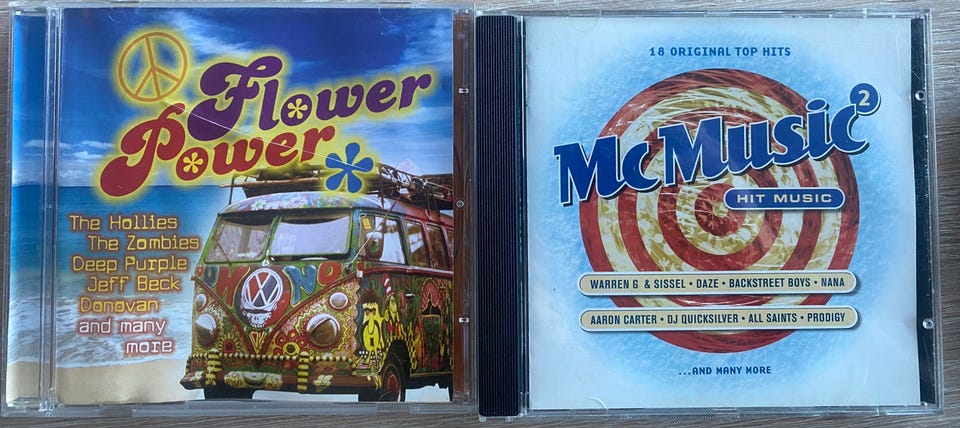 Flower
Power
The Hollies
The Zombies
Deep Purple
Jeff Beck
Donovan
and many
more
18 ORIGINAL TOP HITS
McMusic 2
HIT MUSIC
WARREN G. & SISSEL • DAZE • BACKSTREET BOYS • NANA
AARON CARTER • DJ QUICKSILVER • ALL SAINTS • PRODIGY
...AND MANY MORE